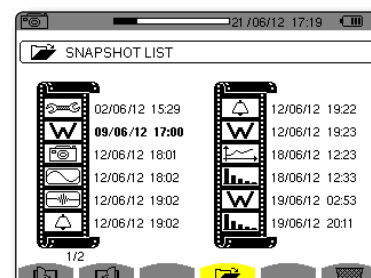 21/06/12 17:19
SNAPSHOT LIST
02/06/12 15:29
W 09/06/12 17:00
12/06/12 18:01
12/06/12 18:02
12/06/12 19:02
12/06/12 19:02
1/2
12/06/12 19:22
W 12/06/12 19:23
18/06/12 12:23
18/06/12 12:33
W 19/06/12 02:53
19/06/12 20:11